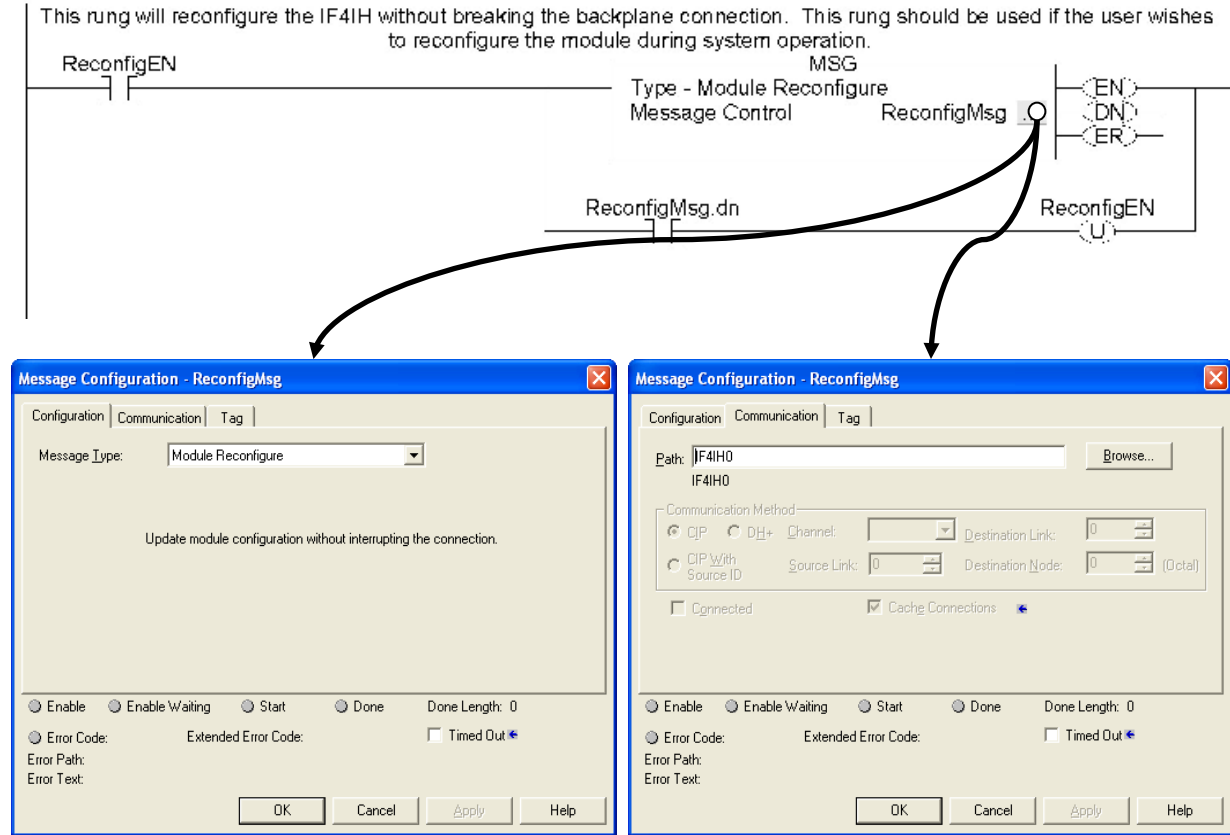 This rung will reconfigure the IF4IH without breaking the backplane connection. This rung should be used if the user wishes
to reconfigure the module during system operation.
ReconfigEN
MSG
Type - Module Reconfigure
Message Control ReconfigMsg
EN
DN
ER
ReconfigMsg.dn
ReconfigEN
U
Message Configuration - ReconfigMsg
Configuration Communication Tag
Message Type: Module Reconfigure
Update module configuration without interrupting the connection.
Enable Enable Waiting Start Done Done Length: 0
Error Code: Extended Error Code: Timed Out
Error Path:
Error Text:
OK Cancel Apply Help
Message Configuration - ReconfigMsg
Configuration Communication Tag
Path: IF4IH0 Browse...
IF4IH0
Communication Method
CIP DH+ Channel: Destination Link: 0
CIP With
Source ID Source Link: 0 Destination Node: 0 (Octal)
Connected Cache Connections
Enable Enable Waiting Start Done Done Length: 0
Error Code: Extended Error Code: Timed Out
Error Path:
Error Text:
OK Cancel Apply Help